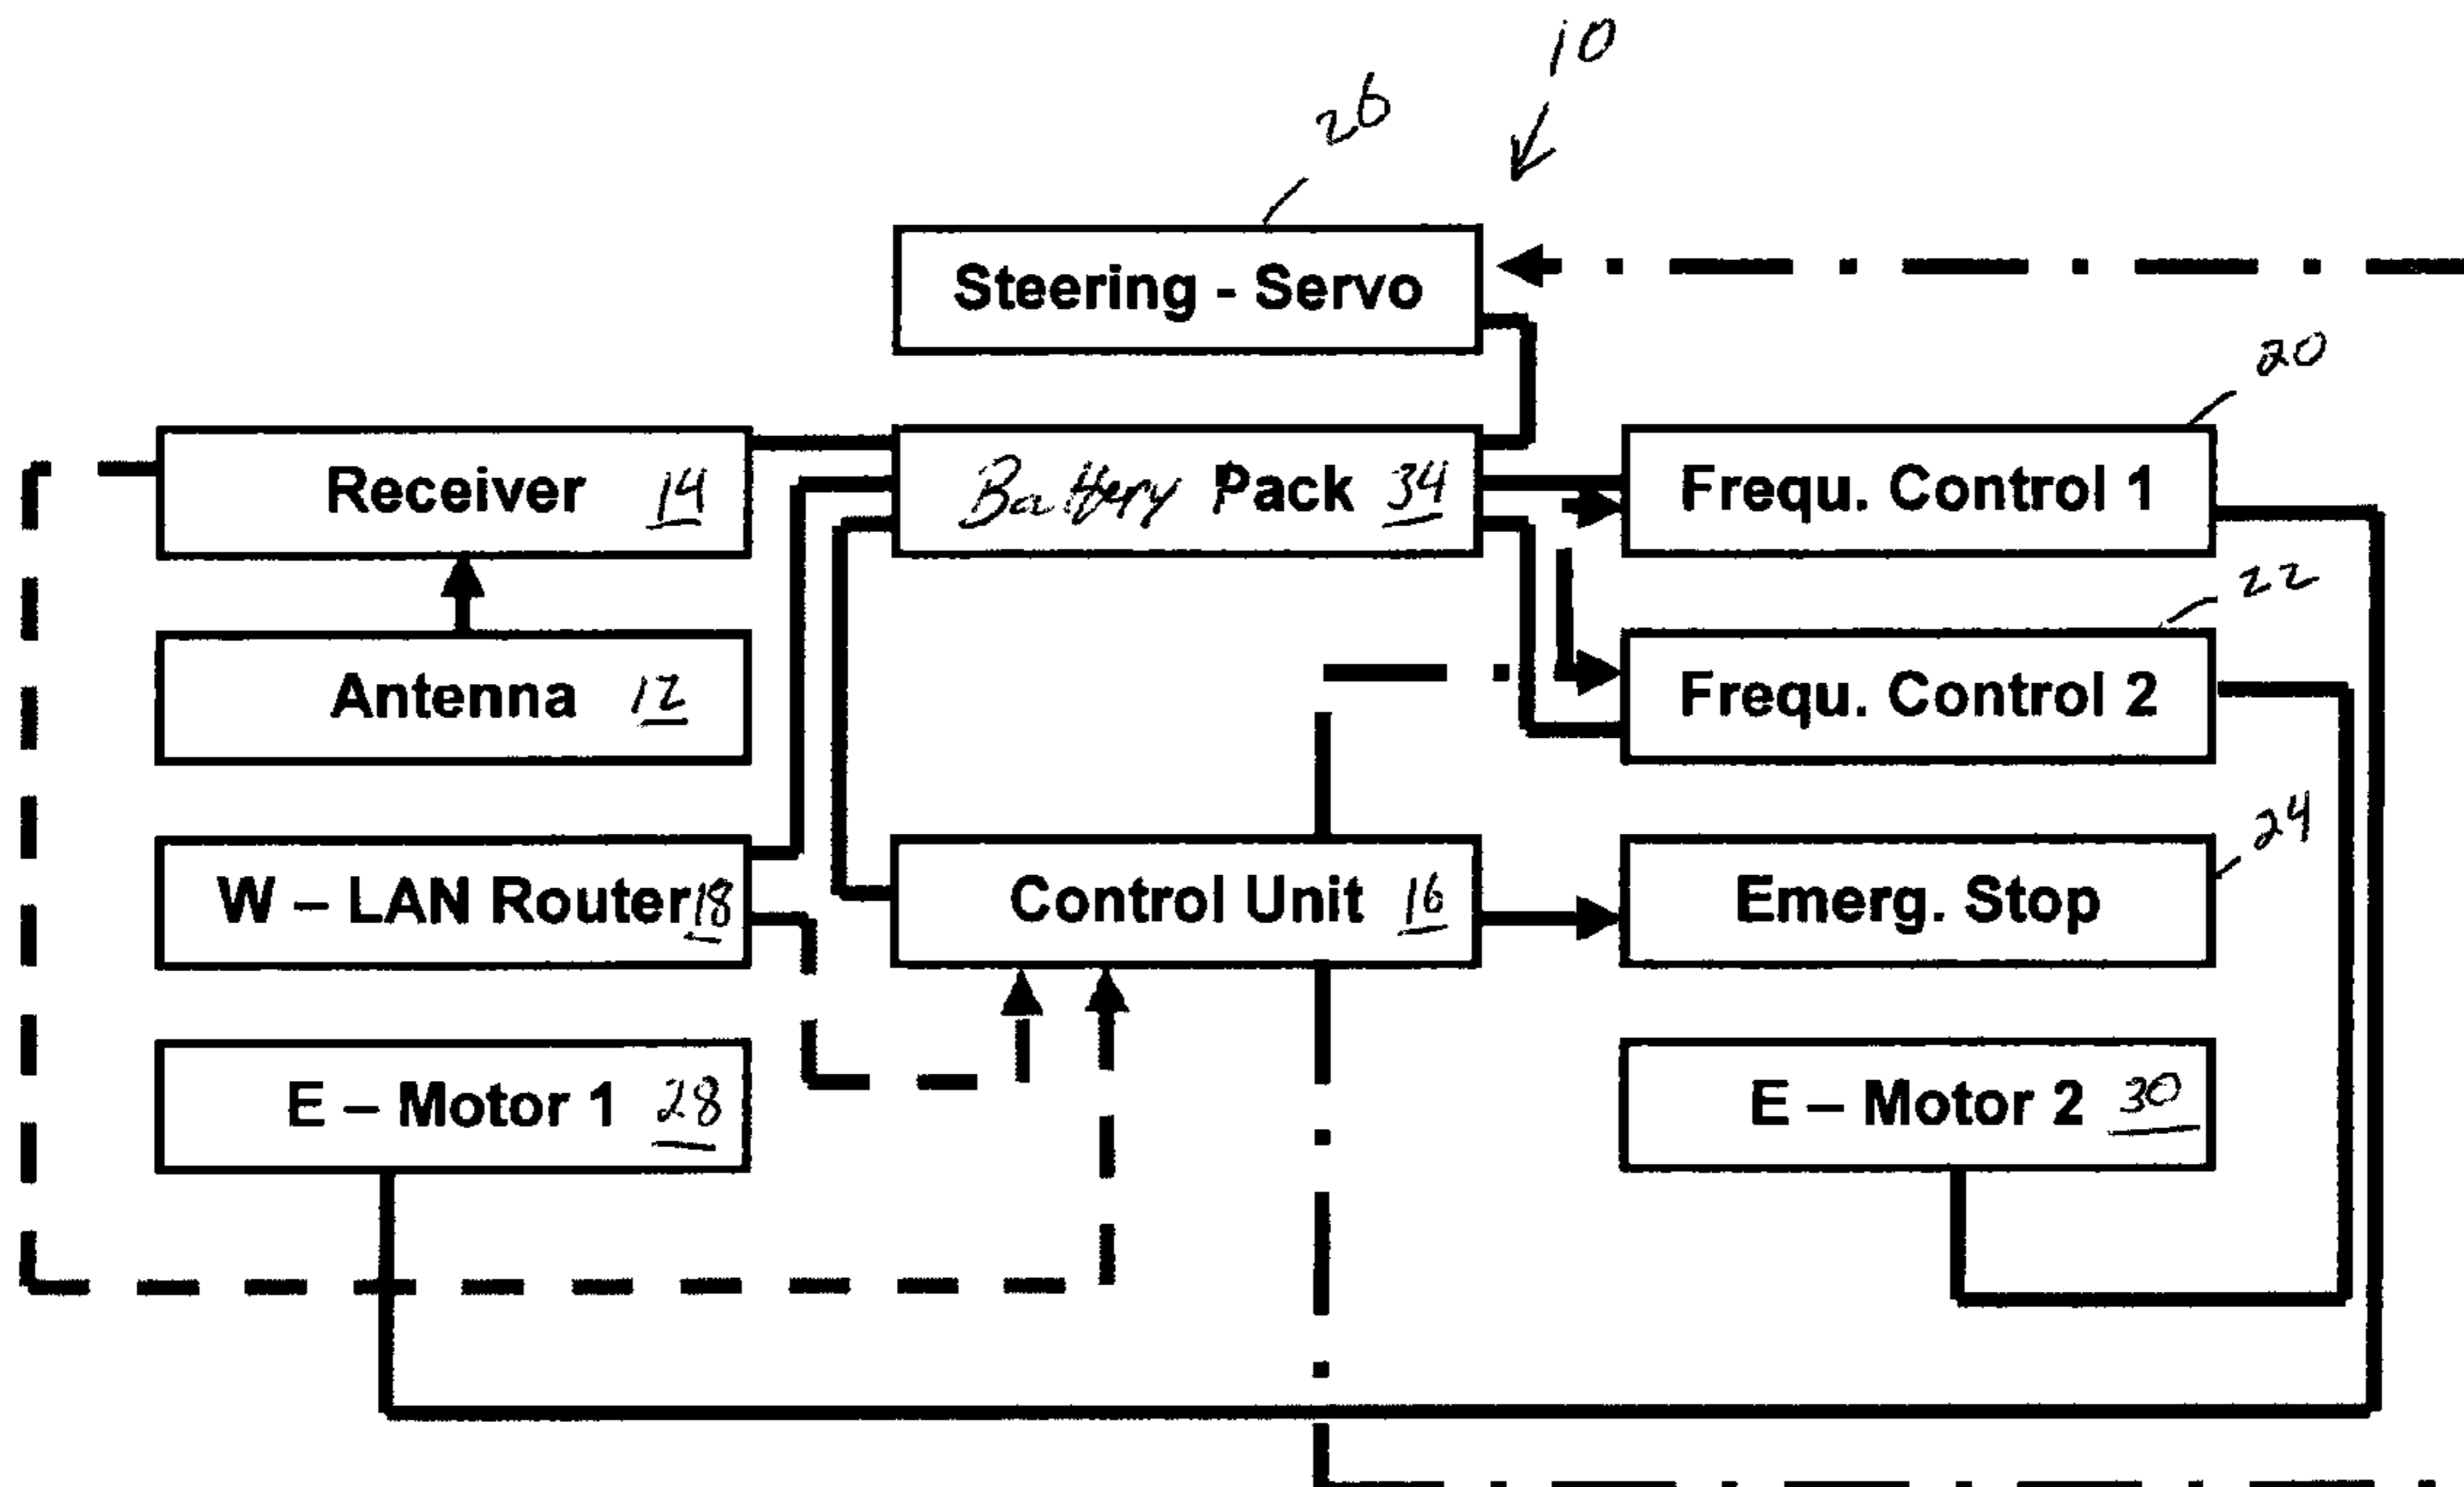 10
26
Steering - Servo
20
Receiver 14
Battery Pack 34
Frequ. Control 1
22
Antenna 12
Frequ. Control 2
24
W – LAN Router 18
Control Unit 16
Emerg. Stop
E – Motor 1 28
E – Motor 2 30